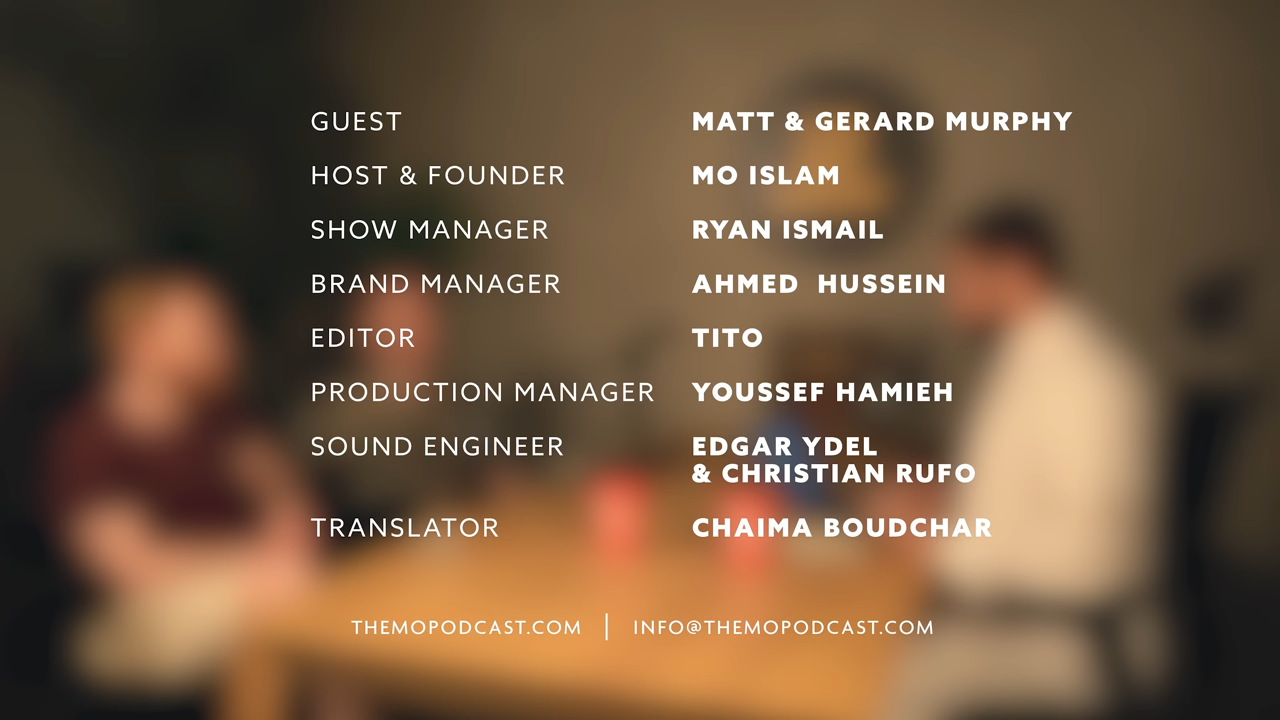 GUEST MATT & GERARD MURPHY
HOST & FOUNDER MO ISLAM
SHOW MANAGER RYAN ISMAIL
BRAND MANAGER AHMED HUSSEIN
EDITOR TITO
PRODUCTION MANAGER YOUSSEF HAMIEH
SOUND ENGINEER EDGAR YDEL
& CHRISTIAN RUFO
TRANSLATOR CHAIMA BOUDCHAR
THEMOPODCAST.COM | INFO@THEMOPODCAST.COM